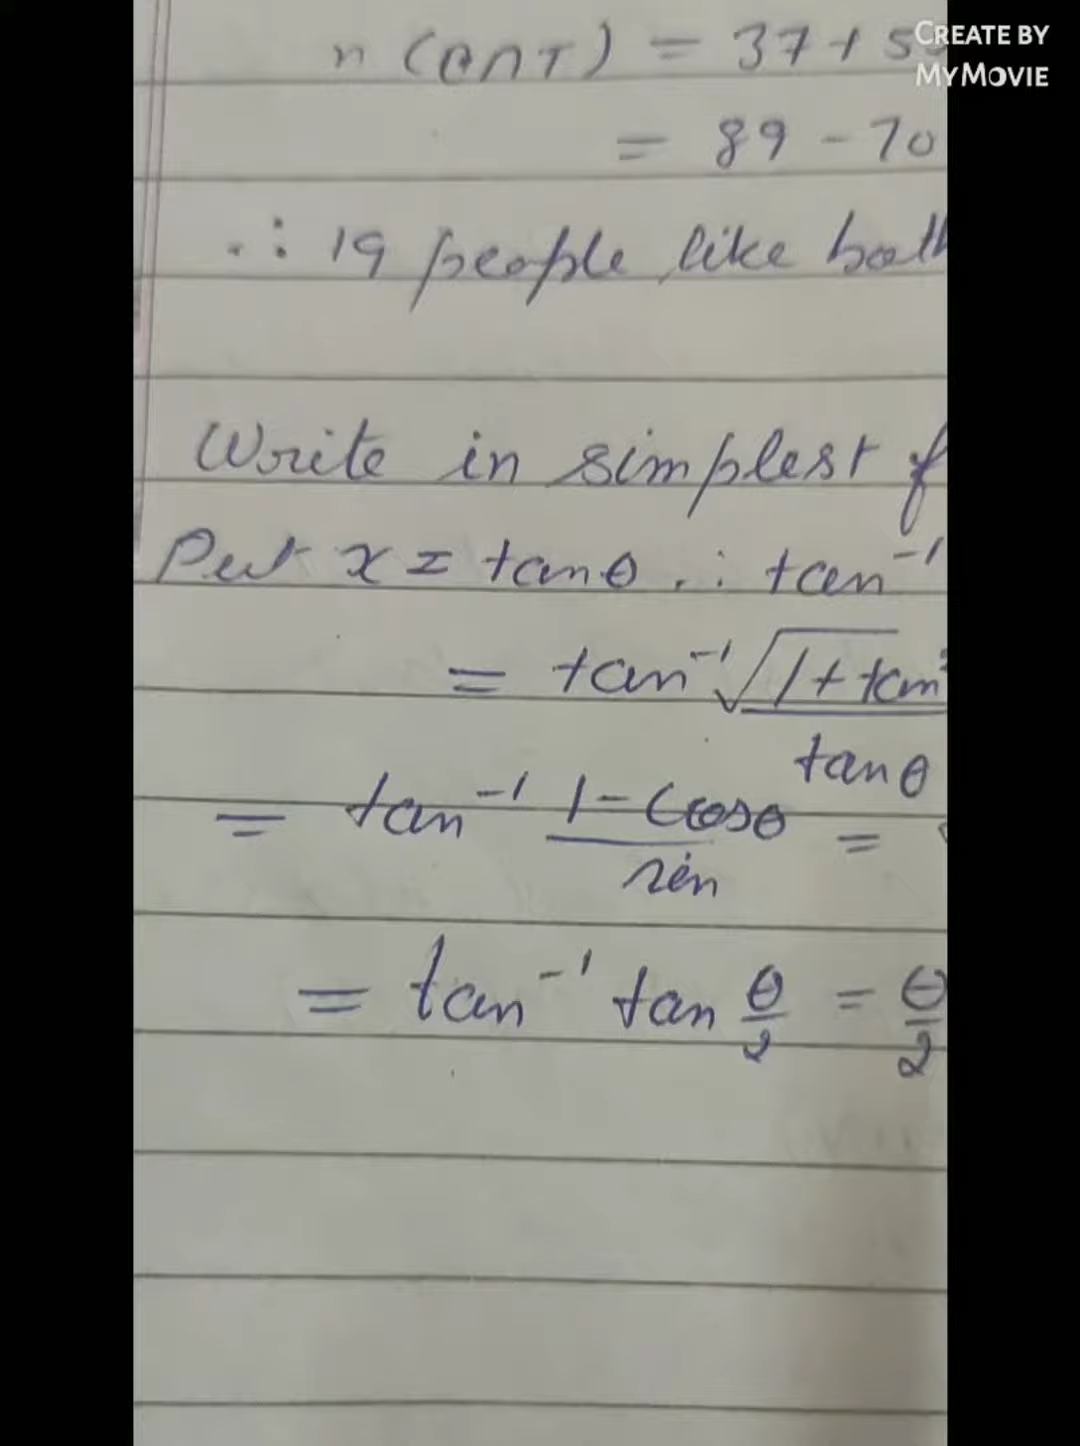 CREATE BY
MYMOVIE
n(A∩T) = 37+5
= 89 - 70
∴ 19 people like both
Write in simplest f
Put x = tanθ ∴ tan⁻¹
= tan⁻¹ √1+tan²
tanθ
= tan⁻¹ 1-Cosθ =
sin
= tan⁻¹ tan θ/2 = θ/2